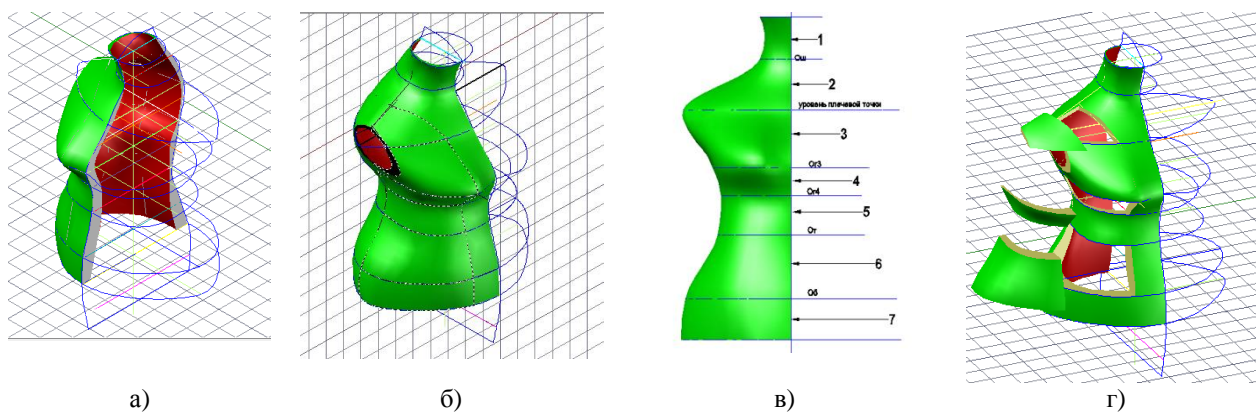 1
Ош
2
уровень плечевой точки
3
Ог3
4
Ог4
5
От
6
Об
7
а)
б)
в)
г)